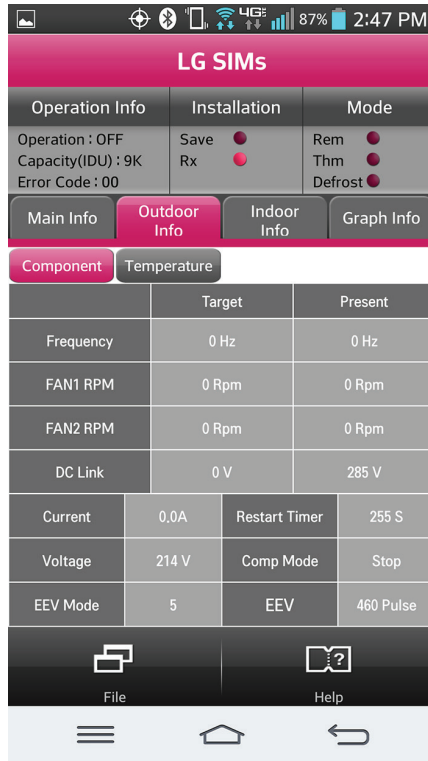 4G 87% 2:47 PM
LG SIMs
Operation Info Installation Mode
Operation : OFF Save Rem
Capacity(IDU) : 9K Rx Thm
Error Code : 00 Defrost
Main Info Outdoor Info Indoor Info Graph Info
Component Temperature
Target Present
Frequency 0 Hz 0 Hz
FAN1 RPM 0 Rpm 0 Rpm
FAN2 RPM 0 Rpm 0 Rpm
DC Link 0 V 285 V
Current 0.0A Restart Timer 255 S
Voltage 214 V Comp Mode Stop
EEV Mode 5 EEV 460 Pulse
?
File Help